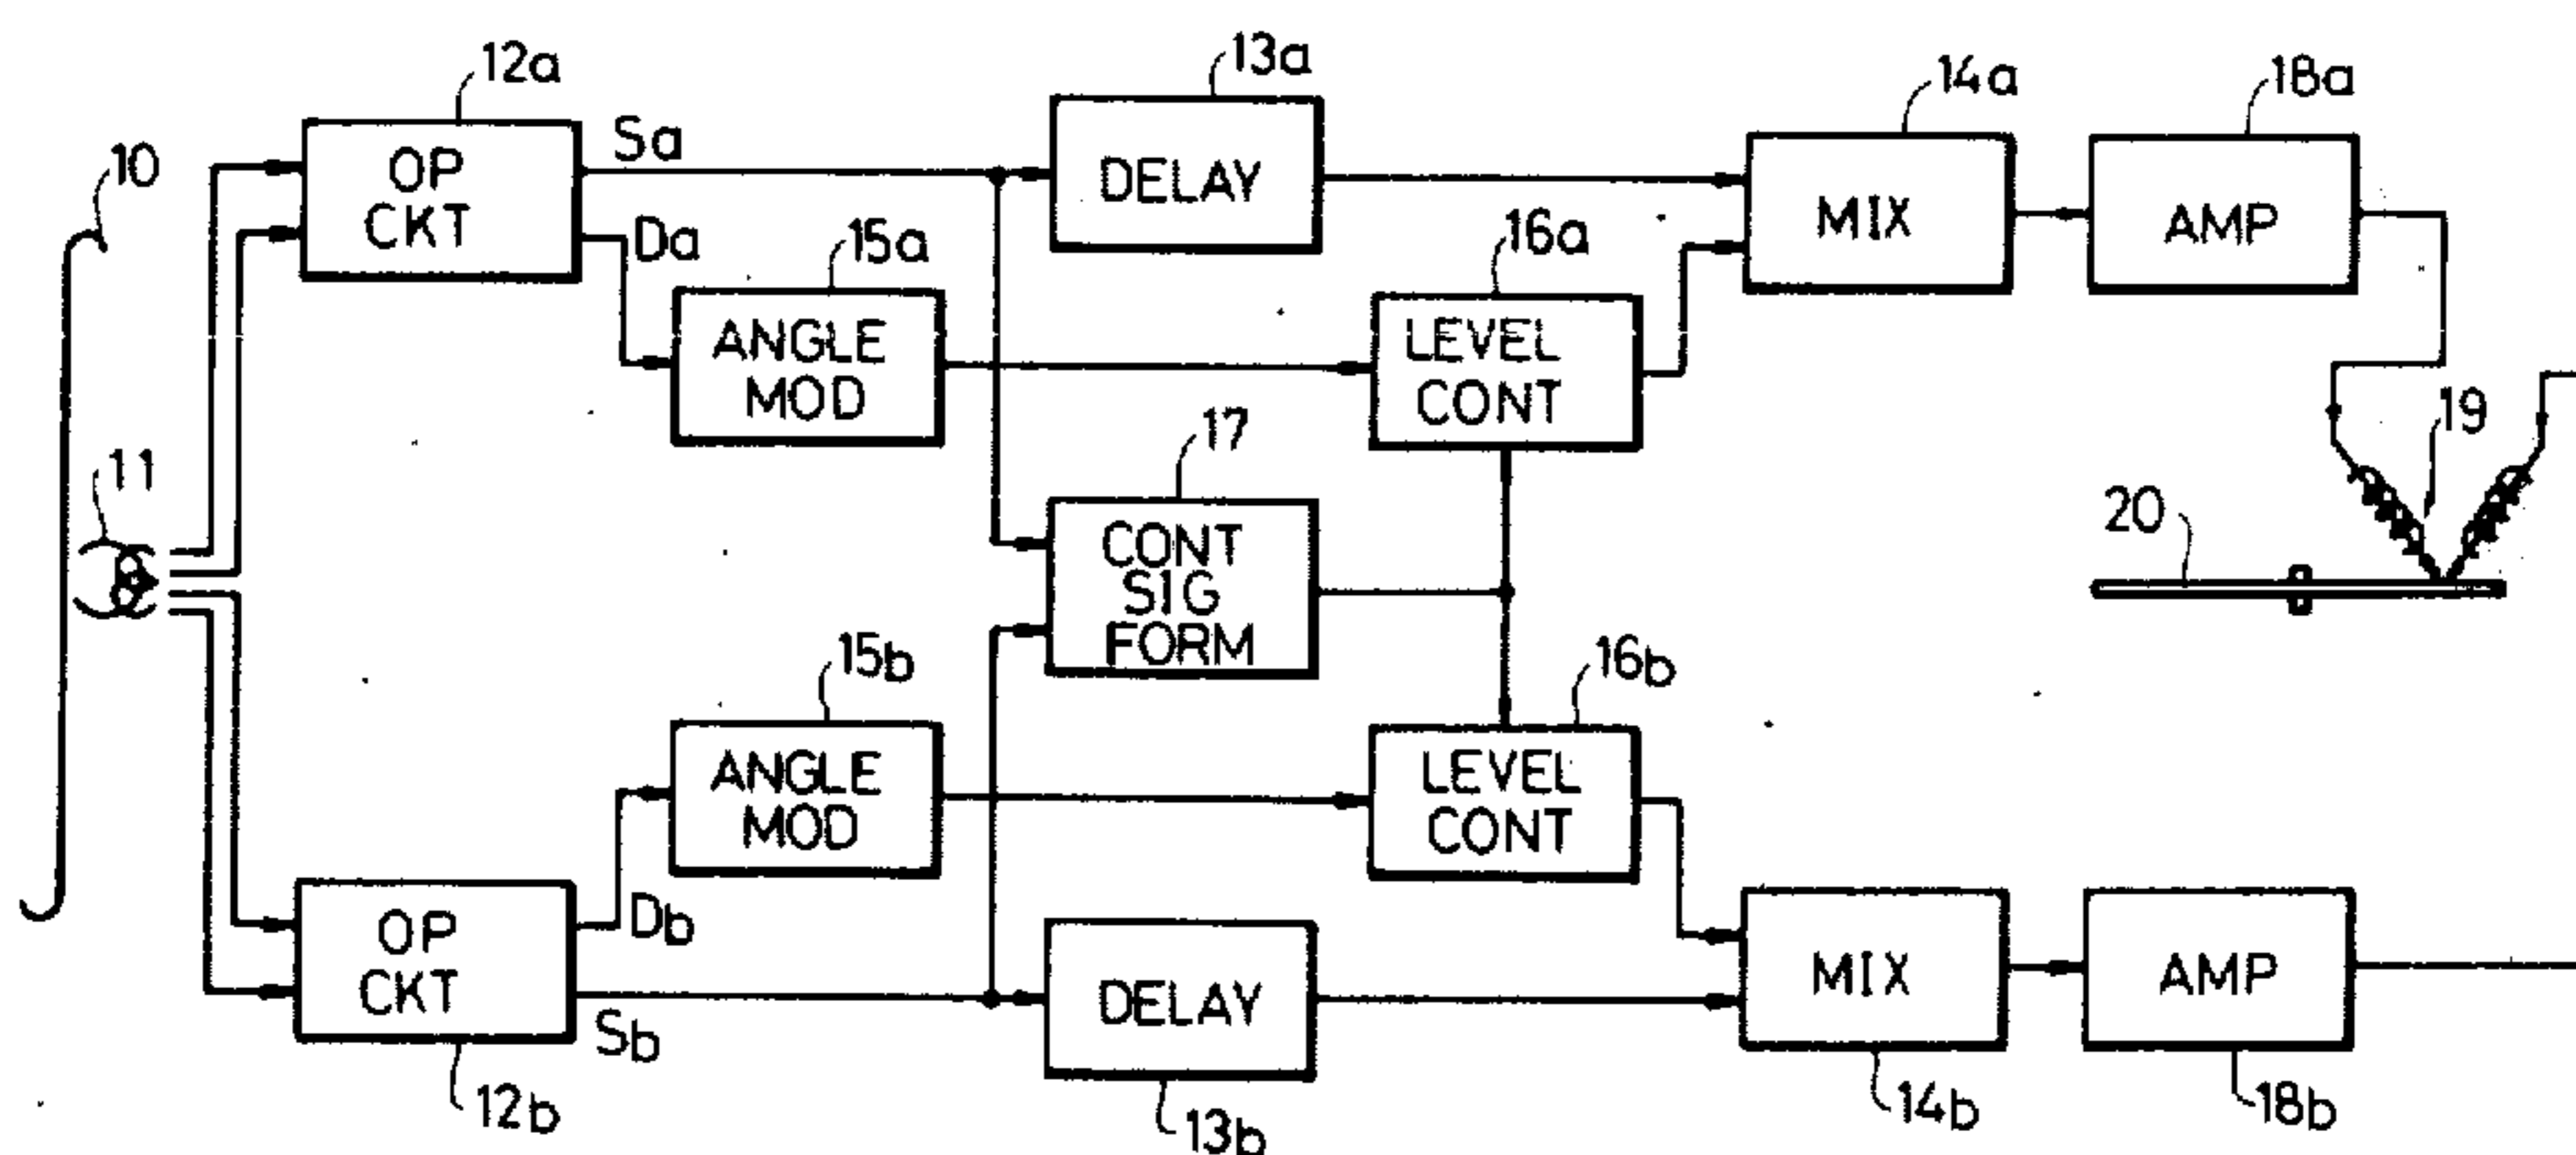 12a
13a
14a
18a
10
OP
CKT
Sa
Da
DELAY
MIX
AMP
15a
ANGLE
MOD
16a
LEVEL
CONT
11
17
CONT
SIG
FORM
19
20
15b
ANGLE
MOD
16b
LEVEL
CONT
OP
CKT
Db
Sb
DELAY
MIX
AMP
12b
13b
14b
18b